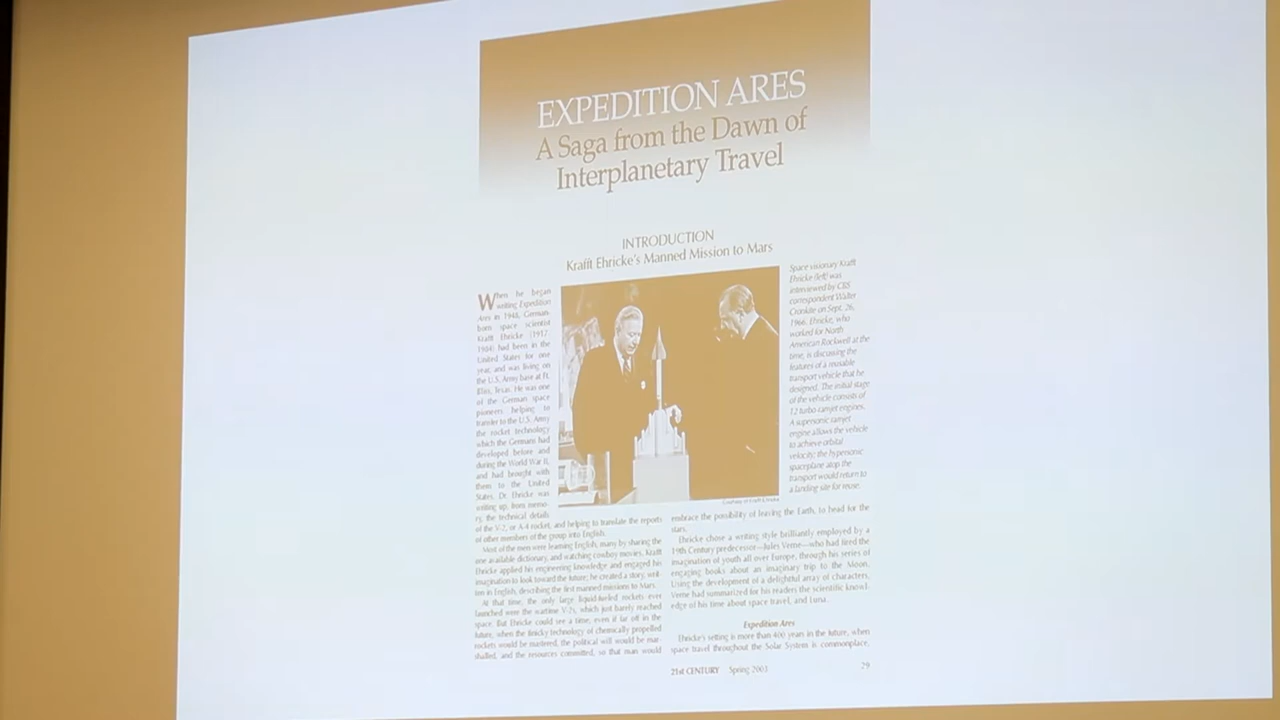 EXPEDITION ARES
A Saga from the Dawn of
Interplanetary Travel
INTRODUCTION
Krafft Ehricke's Manned Mission to Mars
When he began
writing Expedition
Ares in 1948, German-
born space scientist
Krafft Ehricke (1917-
1984) had been in the
United States for one
year, and was living on
the U.S. Army base at Ft.
Bliss, Texas. He was one
of the German space
pioneers helping to
transfer to the U.S. Army
the rocket technology
which the Germans had
developed before and
during the World War II,
and had brought with
them to the United
States. Dr. Ehricke was
writing up, from memo-
ry, the technical details
of the V-2, or A-4 rocket, and helping to translate the reports
of other members of the group into English.
Most of the men were learning English, many by sharing the
one available dictionary, and watching cowboy movies. Krafft
Ehricke applied his engineering knowledge and engaged his
imagination to look toward the future; he created a story, writ-
ten in English, describing the first manned missions to Mars.
At that time, the only large liquid-fueled rockets ever
launched were the wartime V-2s, which just barely reached
space. But Ehricke could see a time, even if far off in the
future, when the finicky technology of chemically propelled
rockets would be mastered, the political will would be mar-
shalled, and the resources committed, so that man would
Space visionary Krafft
Ehricke (left) was
interviewed by CBS
correspondent Walter
Cronkite on Sept. 26,
1966. Ehricke, who
worked for North
American Rockwell at the
time, is discussing the
features of a reusable
transport vehicle that he
designed. The initial stage
of the vehicle consists of
12 turbo-ramjet engines.
A supersonic ramjet
engine allows the vehicle
to achieve orbital
velocity; the hypersonic
spaceplane atop the
transport would return to
a landing site for reuse.
Courtesy of Krafft Ehricke
embrace the possibility of leaving the Earth, to head for the
stars.
Ehricke chose a writing style brilliantly employed by a
19th Century predecessor—Jules Verne—who had fired the
imagination of youth all over Europe, through his series of
engaging books about an imaginary trip to the Moon.
Using the development of a delightful array of characters,
Verne had summarized for his readers the scientific knowl-
edge of his time about space travel, and Luna.
Expedition Ares
Ehricke's setting is more than 400 years in the future, when
space travel throughout the Solar System is commonplace,
21st CENTURY Spring 2003
29